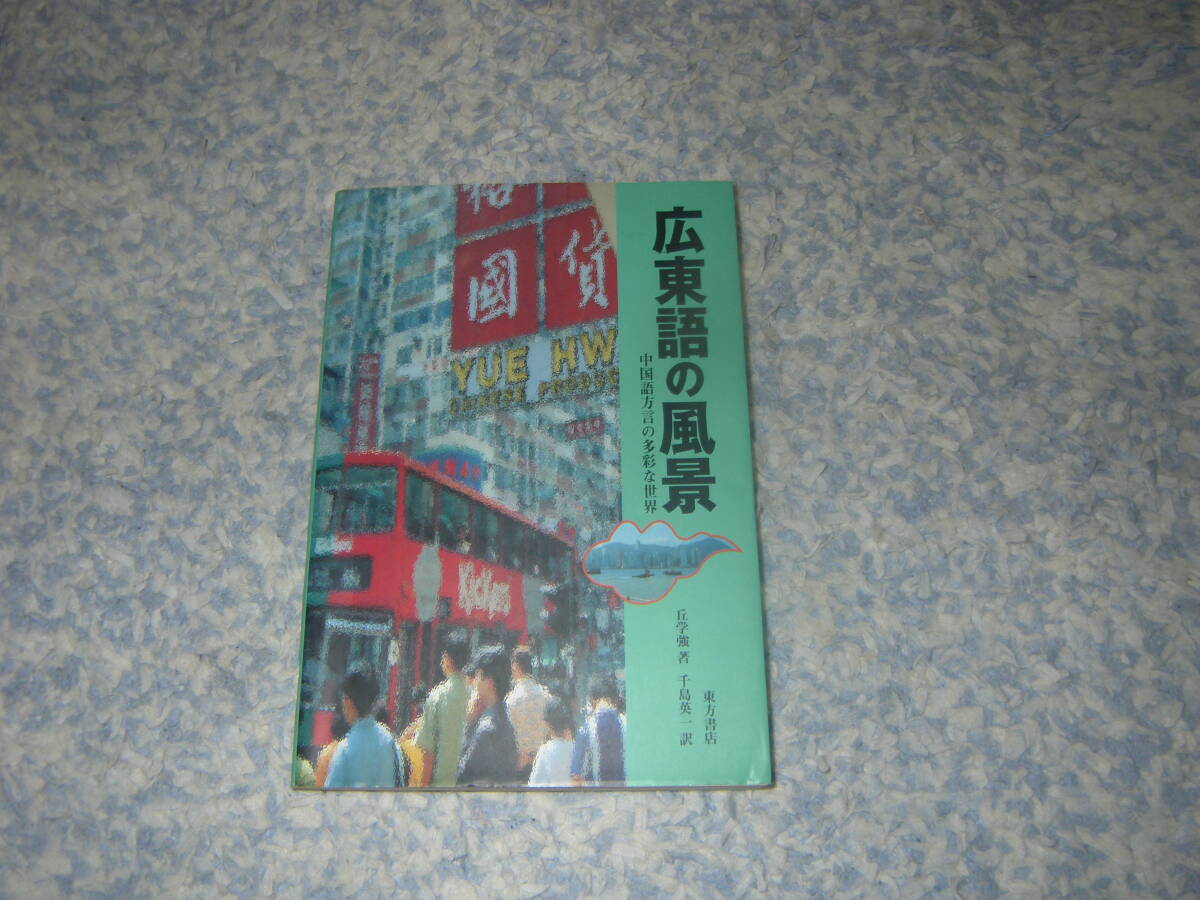 広東語の風景
中国語方言の多彩な世界
丘学強 著 千島英一 訳
東方書店
國貨
YUE HW
KicKers